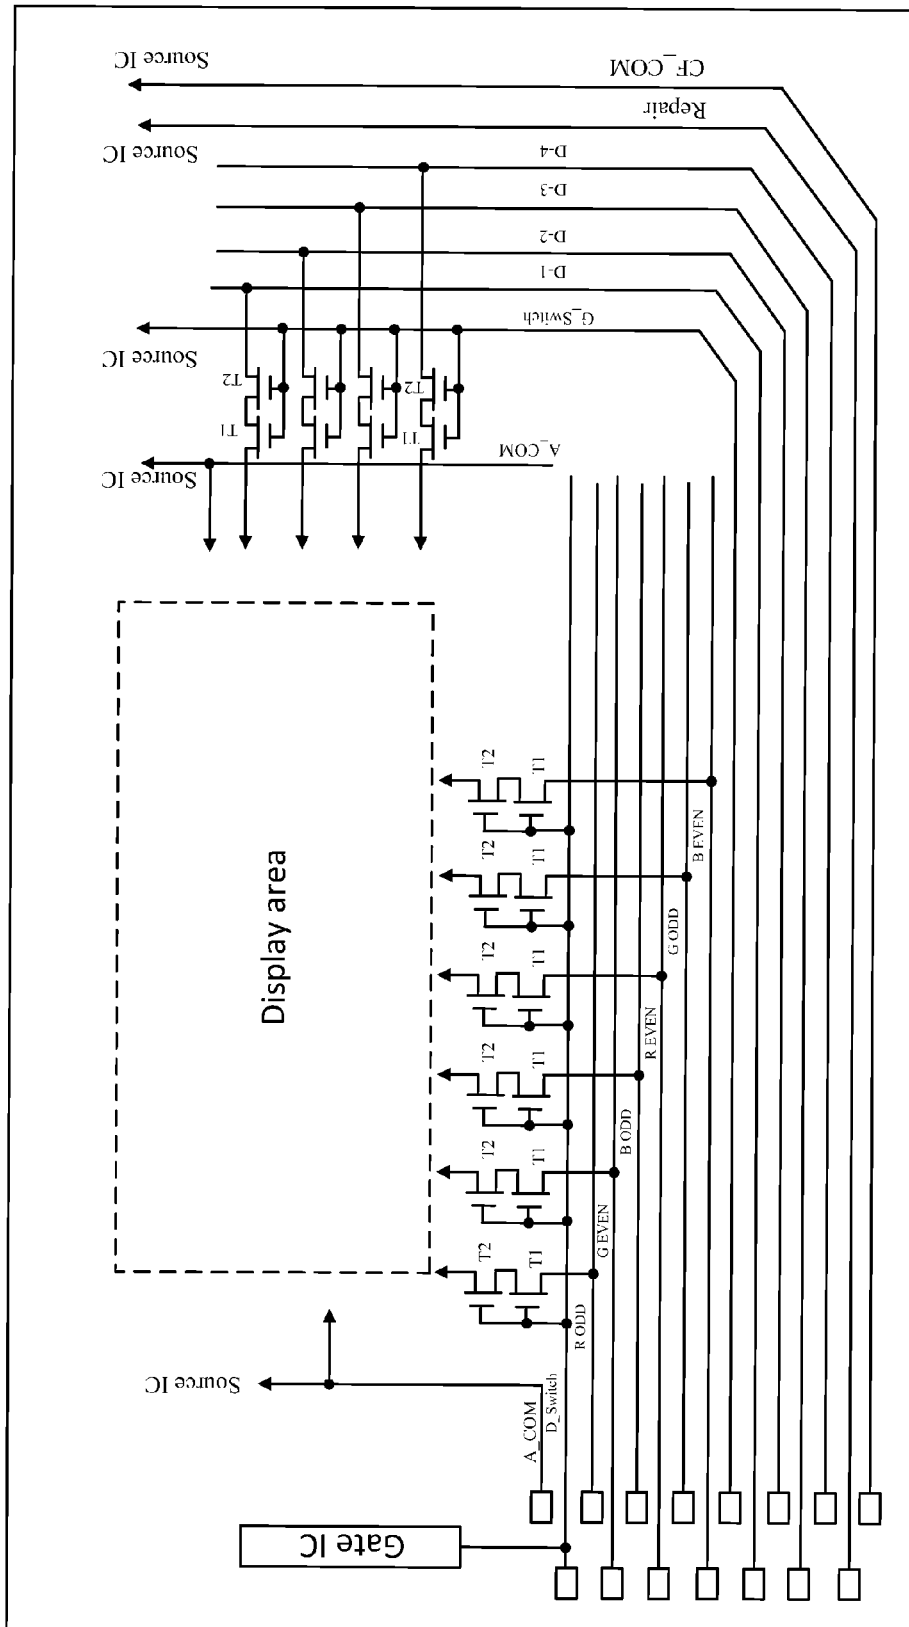 Source IC
CF_COM
Repair
Source IC
D-4
D-3
D-2
D-1
G_Switch
Source IC
T2
T1
T2
T1
A_COM
Source IC
Display area
T2
T1
T2
T1
T2
T1
T2
T1
T2
T1
T2
T1
B EVEN
G ODD
R EVEN
B ODD
G EVEN
R ODD
Source IC
A_COM
D_Switch
Gate IC